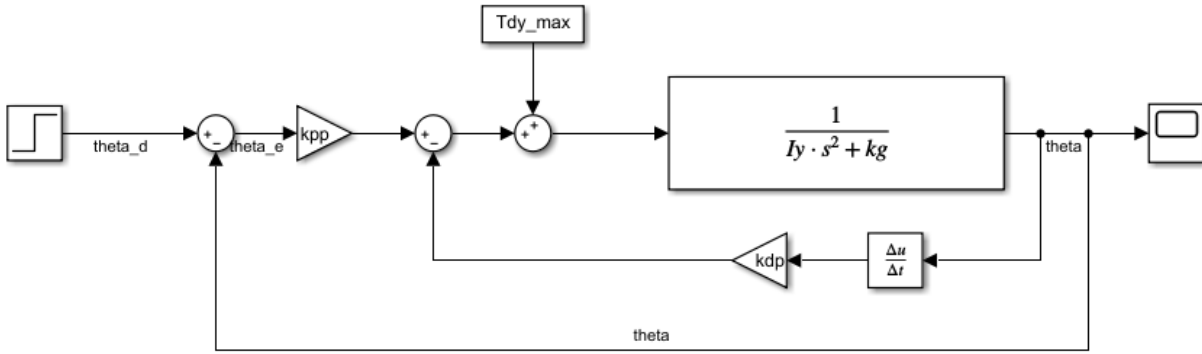 Tdy_max
+
−
kpp
+
−
+
+
1
Iy · s² + kg
theta_d
theta_e
theta
kdp
Δu
Δt
theta